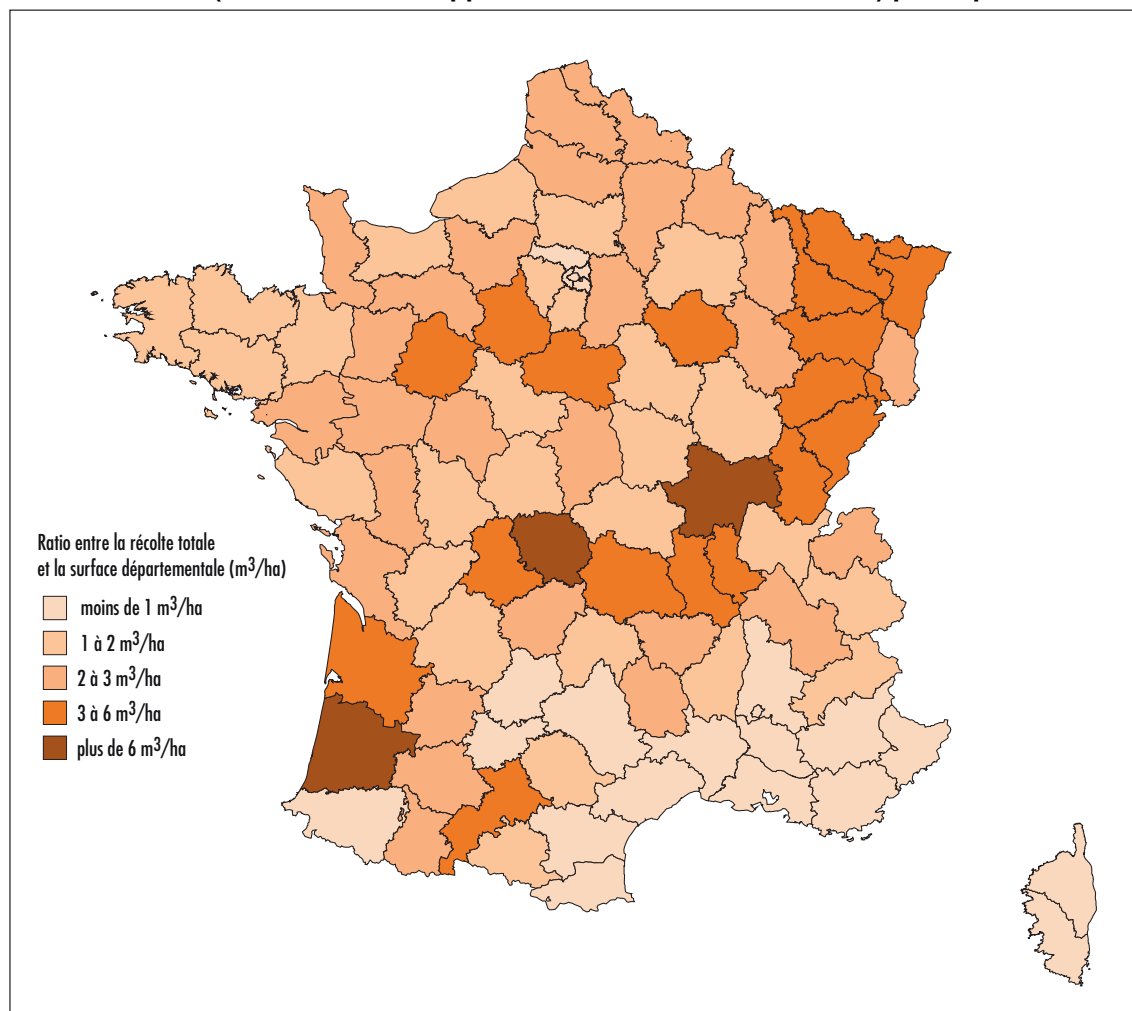 Ratio entre la récolte totale
et la surface départementale (m³/ha)
moins de 1 m³/ha
1 à 2 m³/ha
2 à 3 m³/ha
3 à 6 m³/ha
plus de 6 m³/ha